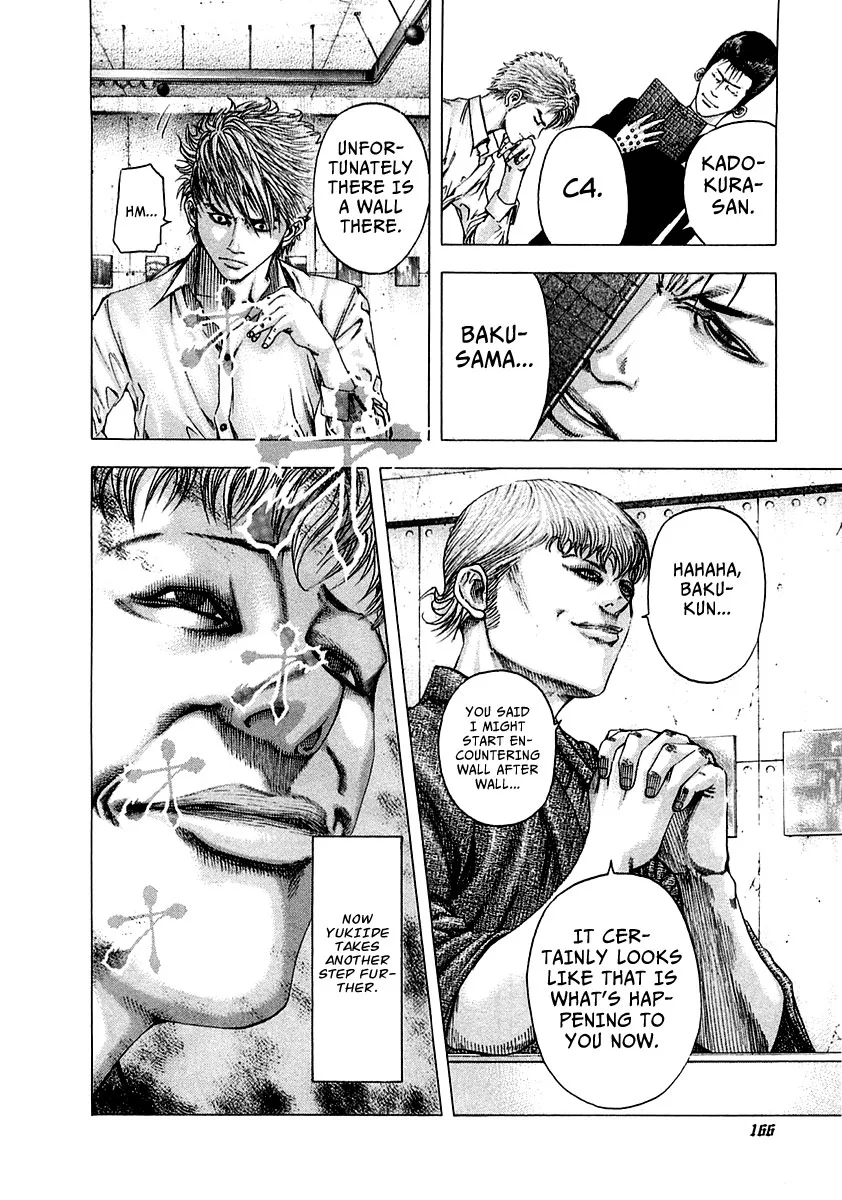 KADO-
KURA-
SAN.
C4.
BAKU-
SAMA...
UNFOR-
TUNATELY
THERE IS
A WALL
THERE.
HM...
HAHAHA,
BAKU-
KUN...
YOU SAID
I MIGHT
START EN-
COUNTERING
WALL AFTER
WALL...
IT CER-
TAINLY LOOKS
LIKE THAT IS
WHAT'S HAP-
PENING TO
YOU NOW.
NOW
YUKIIDE
TAKES
ANOTHER
STEP FUR-
THER.
166